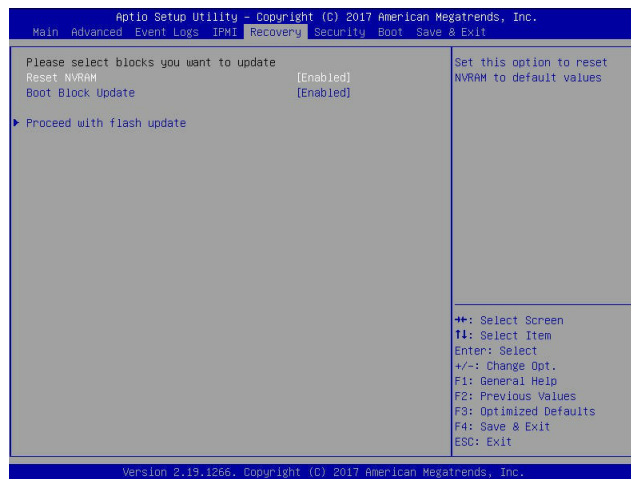 Aptio Setup Utility – Copyright (C) 2017 American Megatrends, Inc.
Main Advanced Event Logs IPMI Recovery Security Boot Save & Exit
Please select blocks you want to update
Reset NVRAM [Enabled]
Boot Block Update [Enabled]
▶ Proceed with flash update
Set this option to reset
NVRAM to default values
→←: Select Screen
↑↓: Select Item
Enter: Select
+/-: Change Opt.
F1: General Help
F2: Previous Values
F3: Optimized Defaults
F4: Save & Exit
ESC: Exit
Version 2.19.1266. Copyright (C) 2017 American Megatrends, Inc.